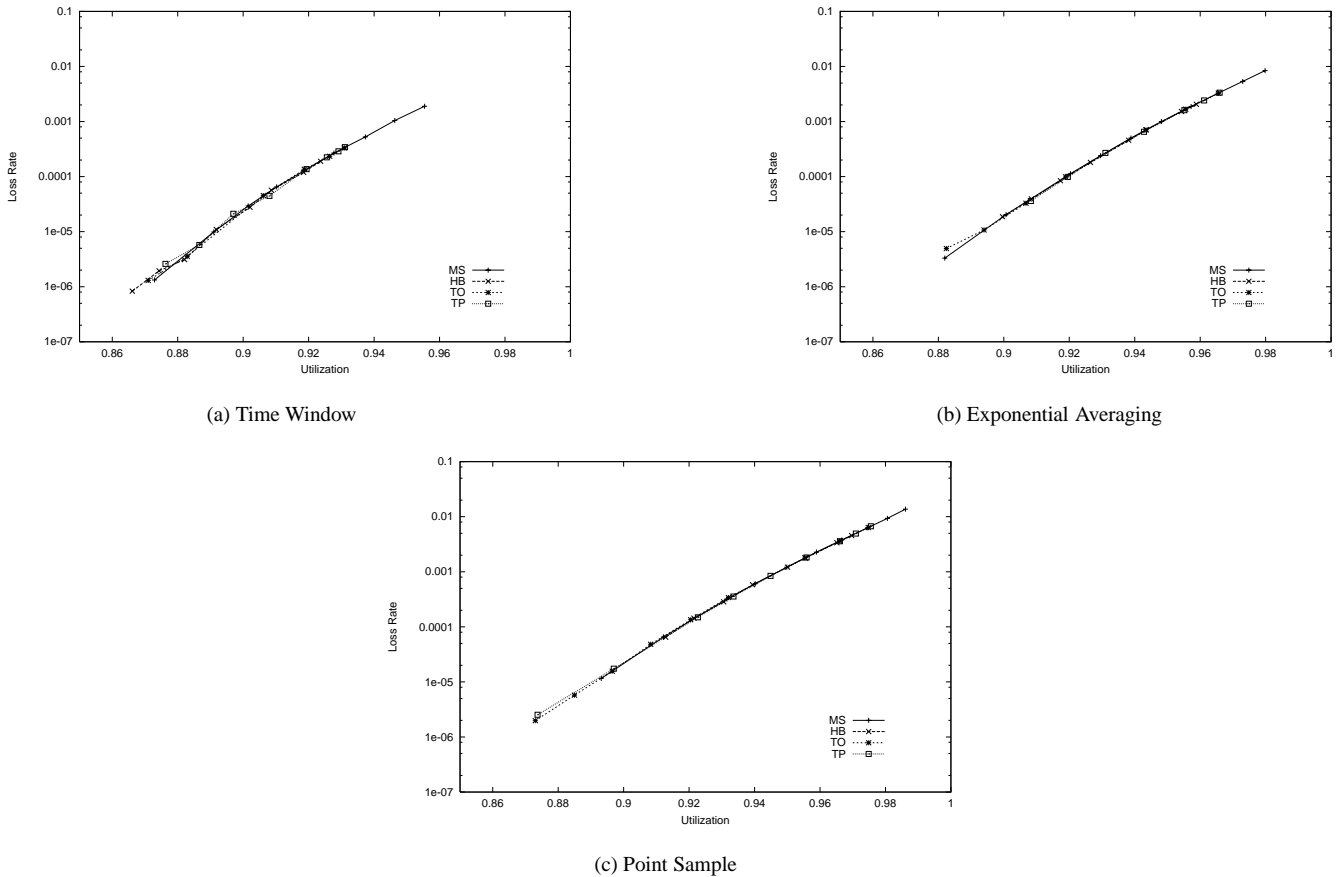 0.1
0.01
0.001
0.0001
1e-05
1e-06
1e-07
Loss Rate
0.86 0.88 0.9 0.92 0.94 0.96 0.98 1
Utilization
MS
HB
TO
TP
(a) Time Window
0.1
0.01
0.001
0.0001
1e-05
1e-06
1e-07
Loss Rate
0.86 0.88 0.9 0.92 0.94 0.96 0.98 1
Utilization
MS
HB
TO
TP
(b) Exponential Averaging
0.1
0.01
0.001
0.0001
1e-05
1e-06
1e-07
Loss Rate
0.86 0.88 0.9 0.92 0.94 0.96 0.98 1
Utilization
MS
HB
TO
TP
(c) Point Sample